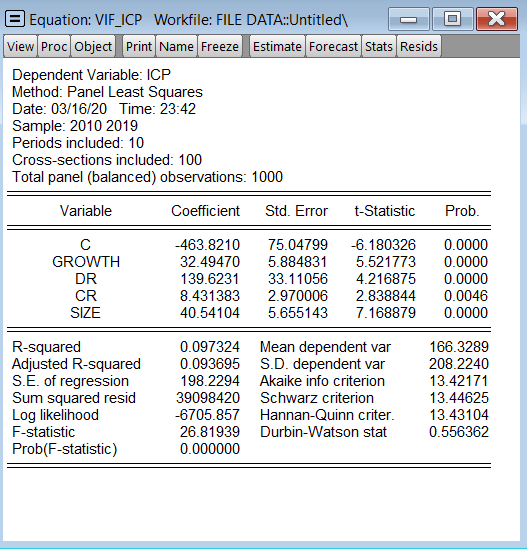 Equation: VIF_ICP Workfile: FILE DATA::Untitled\
View Proc Object Print Name Freeze Estimate Forecast Stats Resids
Dependent Variable: ICP
Method: Panel Least Squares
Date: 03/16/20 Time: 23:42
Sample: 2010 2019
Periods included: 10
Cross-sections included: 100
Total panel (balanced) observations: 1000
Variable Coefficient Std. Error t-Statistic Prob.
C -463.8210 75.04799 -6.180326 0.0000
GROWTH 32.49470 5.884831 5.521773 0.0000
DR 139.6231 33.11056 4.216875 0.0000
CR 8.431383 2.970006 2.838844 0.0046
SIZE 40.54104 5.655143 7.168879 0.0000
R-squared 0.097324 Mean dependent var 166.3289
Adjusted R-squared 0.093695 S.D. dependent var 208.2240
S.E. of regression 198.2294 Akaike info criterion 13.42171
Sum squared resid 39098420 Schwarz criterion 13.44625
Log likelihood -6705.857 Hannan-Quinn criter. 13.43104
F-statistic 26.81939 Durbin-Watson stat 0.556362
Prob(F-statistic) 0.000000